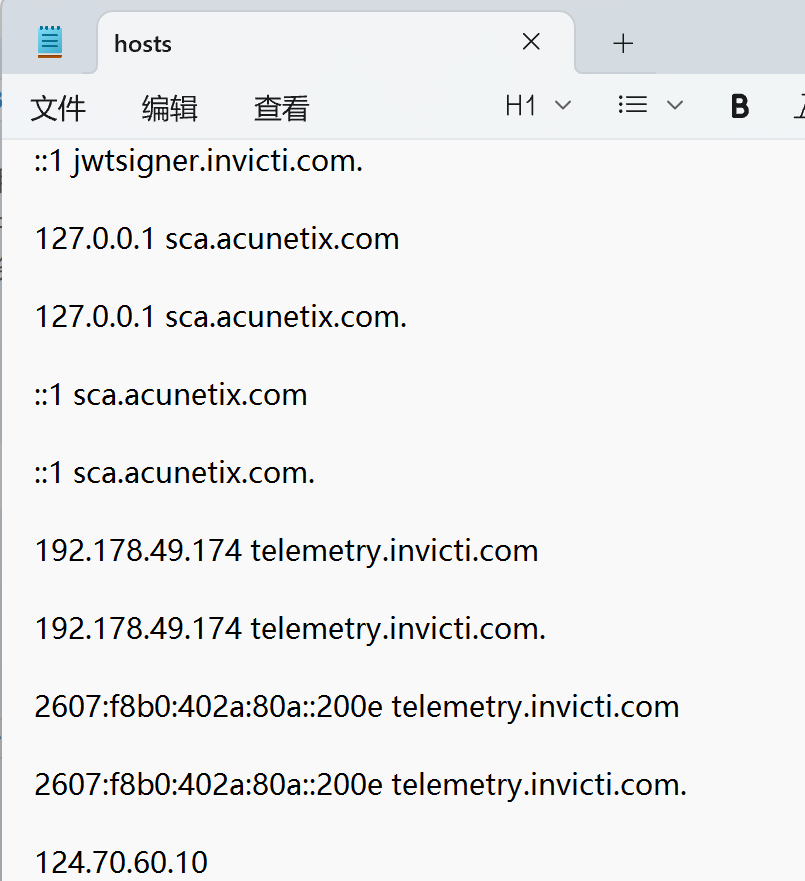 hosts
文件 编辑 查看 H1 B
::1 jwtsigner.invicti.com.
127.0.0.1 sca.acunetix.com
127.0.0.1 sca.acunetix.com.
::1 sca.acunetix.com
::1 sca.acunetix.com.
192.178.49.174 telemetry.invicti.com
192.178.49.174 telemetry.invicti.com.
2607:f8b0:402a:80a::200e telemetry.invicti.com
2607:f8b0:402a:80a::200e telemetry.invicti.com.
124.70.60.10